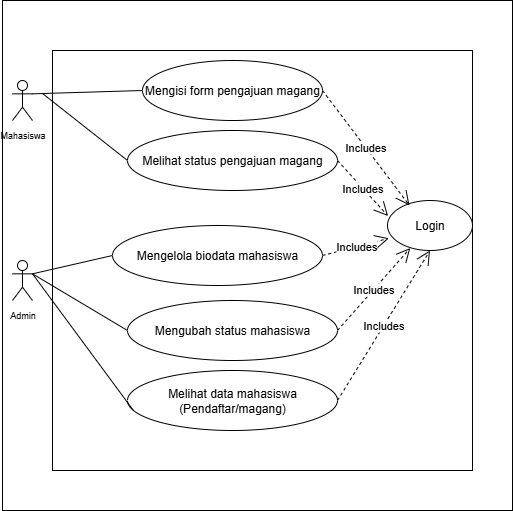 Mengisi form pengajuan magang
Mahasiswa
Includes
Melihat status pengajuan magang
Includes
Login
Mengelola biodata mahasiswa
Includes
Admin
Includes
Mengubah status mahasiswa
Includes
Melihat data mahasiswa
(Pendaftar/magang)